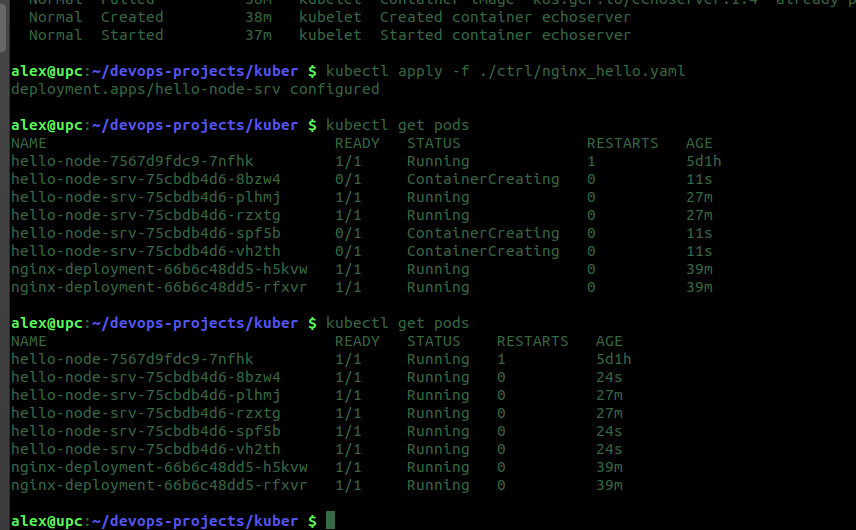 Normal  Pulled              38m   kubelet  Container image "k8s.gcr.io/echoserver:1.4" already p
Normal  Created             38m   kubelet  Created container echoserver
Normal  Started             37m   kubelet  Started container echoserver
alex@upc:~/devops-projects/kuber $ kubectl apply -f ./ctrl/nginx_hello.yaml
deployment.apps/hello-node-srv configured
alex@upc:~/devops-projects/kuber $ kubectl get pods
NAME                                READY   STATUS              RESTARTS   AGE
hello-node-7567d9fdc9-7nfhk         1/1     Running             1          5d1h
hello-node-srv-75cbdb4d6-8bzw4      0/1     ContainerCreating   0          11s
hello-node-srv-75cbdb4d6-plhmj      1/1     Running             0          27m
hello-node-srv-75cbdb4d6-rzxtg      1/1     Running             0          27m
hello-node-srv-75cbdb4d6-spf5b      0/1     ContainerCreating   0          11s
hello-node-srv-75cbdb4d6-vh2th      0/1     ContainerCreating   0          11s
nginx-deployment-66b6c48dd5-h5kvw   1/1     Running             0          39m
nginx-deployment-66b6c48dd5-rfxvr   1/1     Running             0          39m
alex@upc:~/devops-projects/kuber $ kubectl get pods
NAME                                READY   STATUS    RESTARTS   AGE
hello-node-7567d9fdc9-7nfhk         1/1     Running   1          5d1h
hello-node-srv-75cbdb4d6-8bzw4      1/1     Running   0          24s
hello-node-srv-75cbdb4d6-plhmj      1/1     Running   0          27m
hello-node-srv-75cbdb4d6-rzxtg      1/1     Running   0          27m
hello-node-srv-75cbdb4d6-spf5b      1/1     Running   0          24s
hello-node-srv-75cbdb4d6-vh2th      1/1     Running   0          24s
nginx-deployment-66b6c48dd5-h5kvw   1/1     Running   0          39m
nginx-deployment-66b6c48dd5-rfxvr   1/1     Running   0          39m
alex@upc:~/devops-projects/kuber $